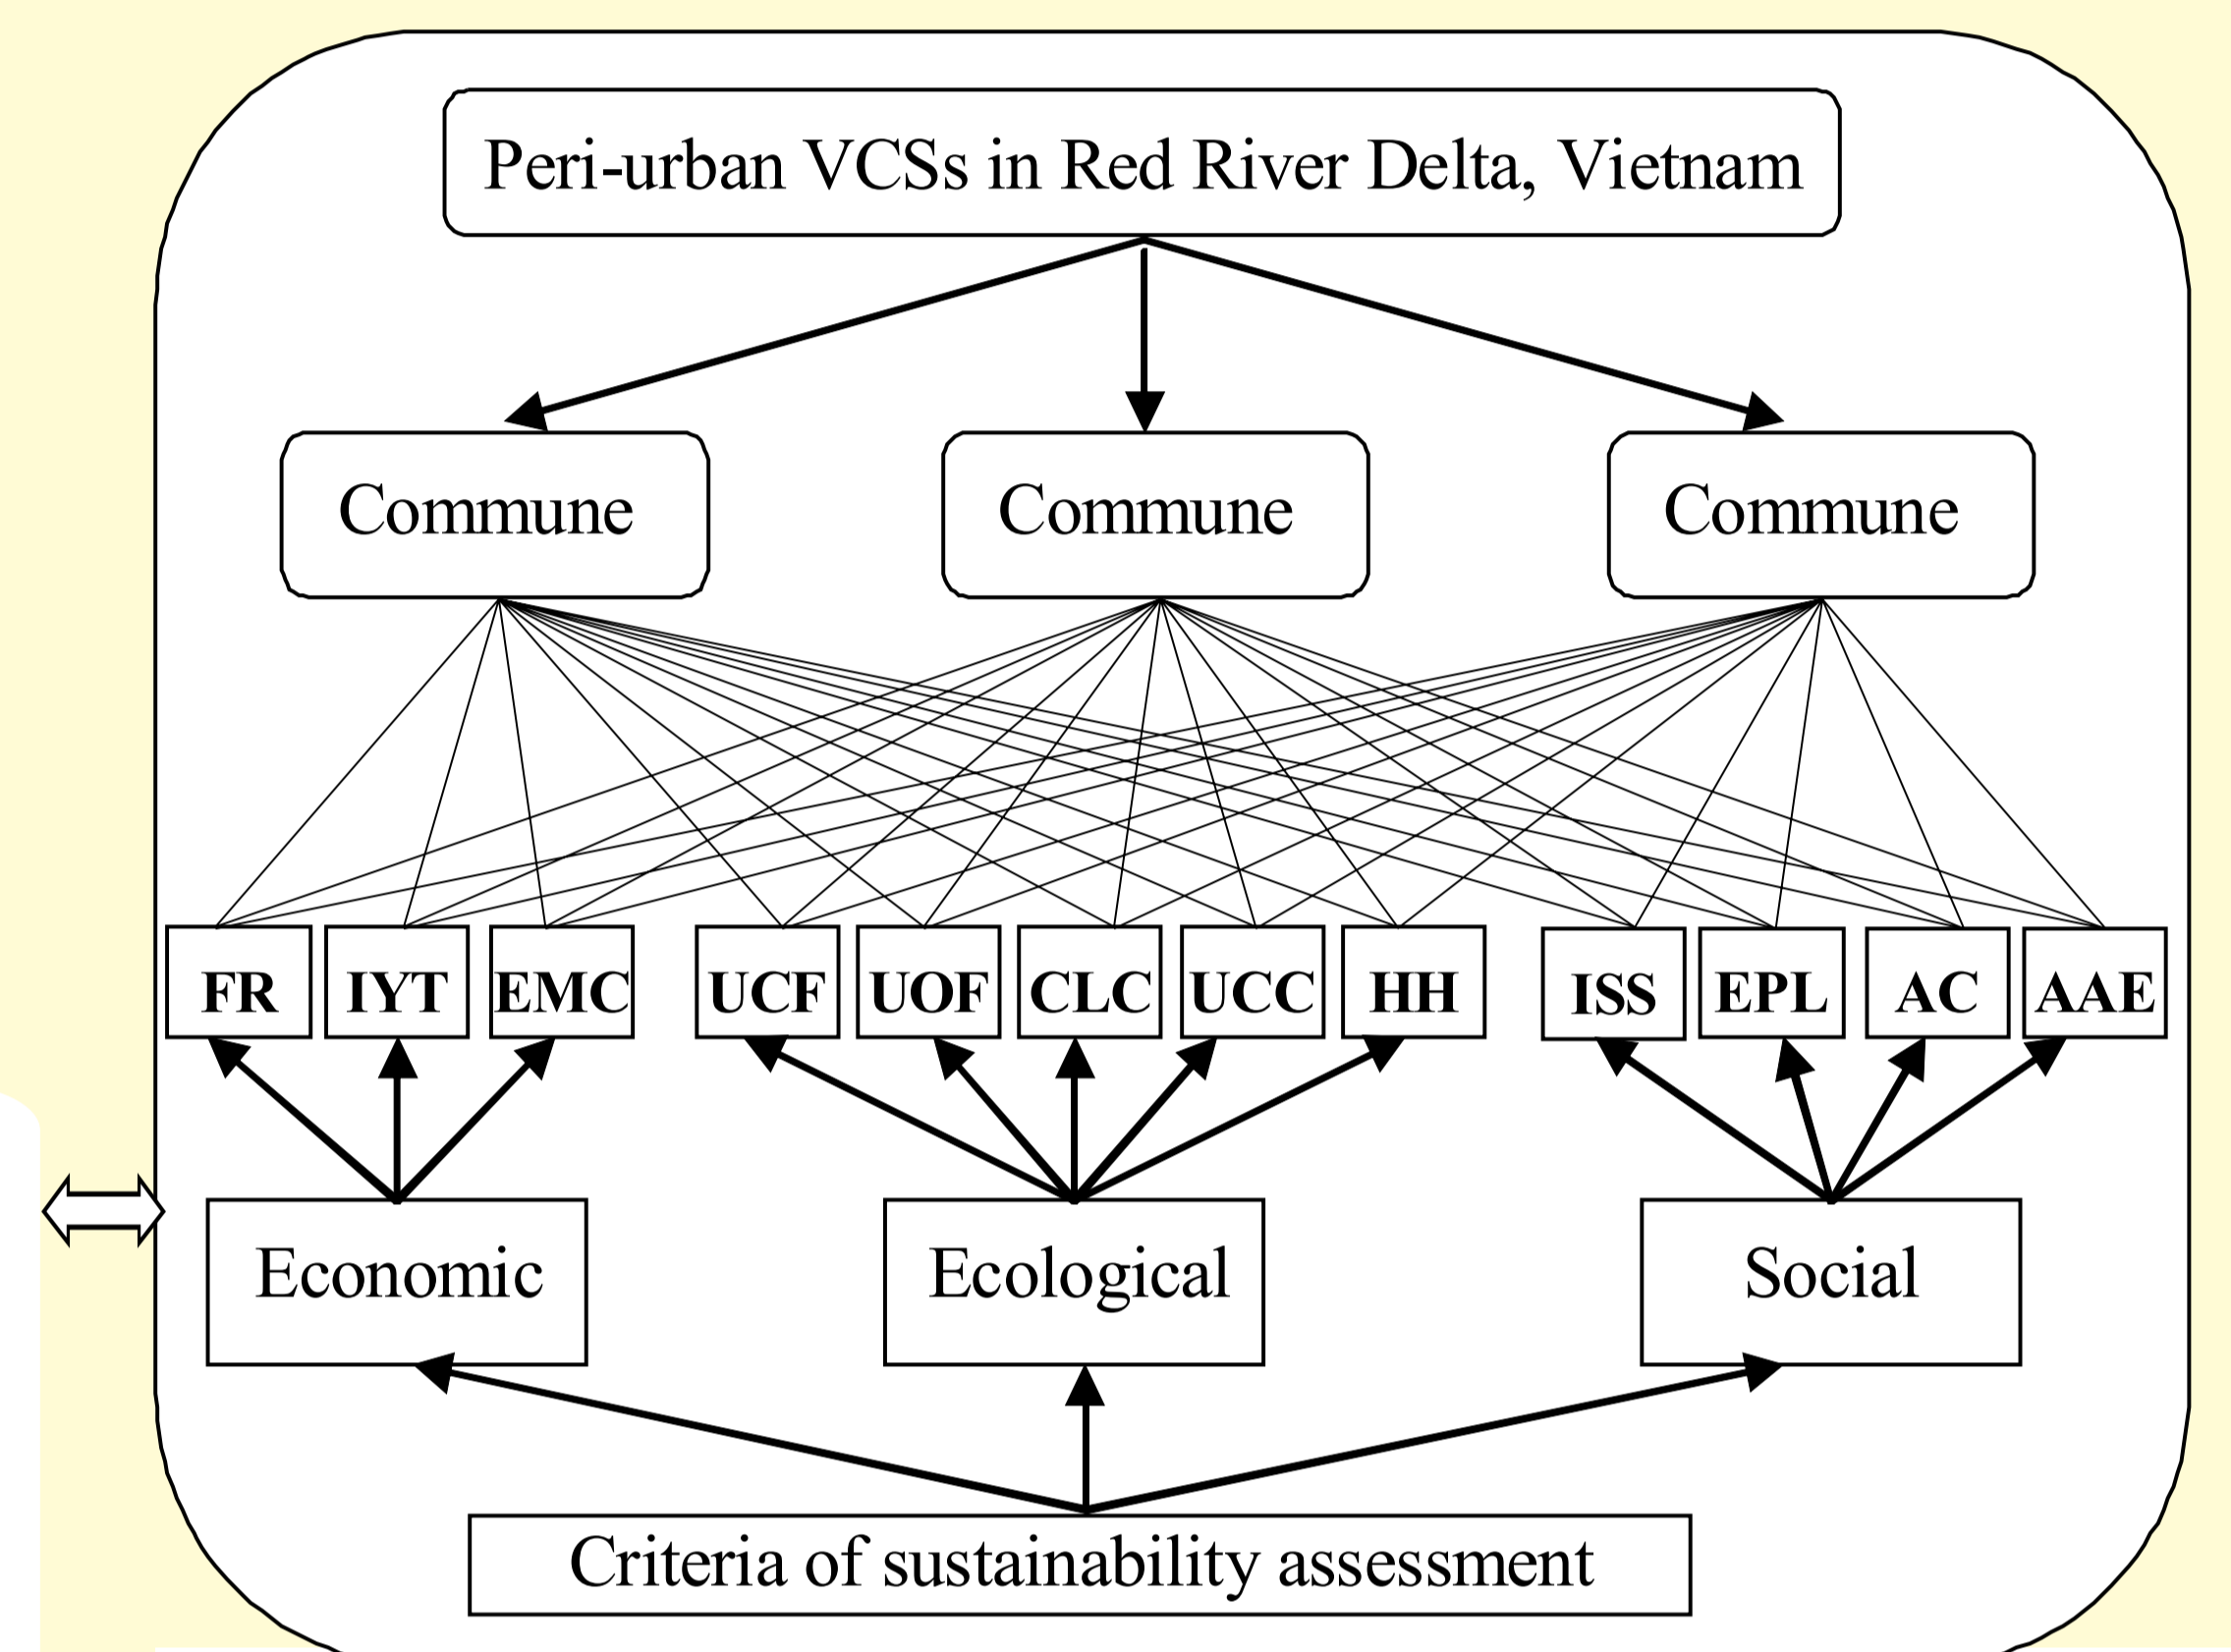 Peri-urban VCSs in Red River Delta, Vietnam
Commune
Commune
Commune
FR
IYT
EMC
UCF
UOF
CLC
UCC
HH
ISS
EPL
AC
AAE
Economic
Ecological
Social
Criteria of sustainability assessment